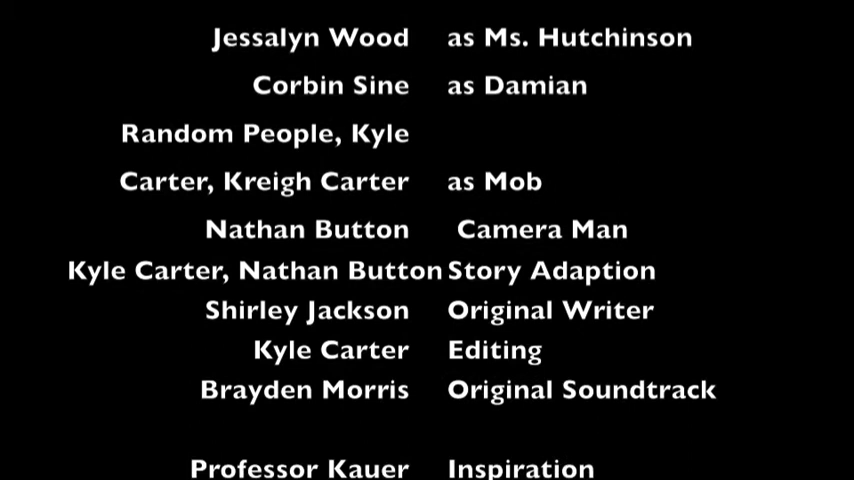 Jessalyn Wood as Ms. Hutchinson
Corbin Sine as Damian
Random People, Kyle
Carter, Kreigh Carter as Mob
Nathan Button Camera Man
Kyle Carter, Nathan Button Story Adaption
Shirley Jackson Original Writer
Kyle Carter Editing
Brayden Morris Original Soundtrack
Professor Kauer Inspiration